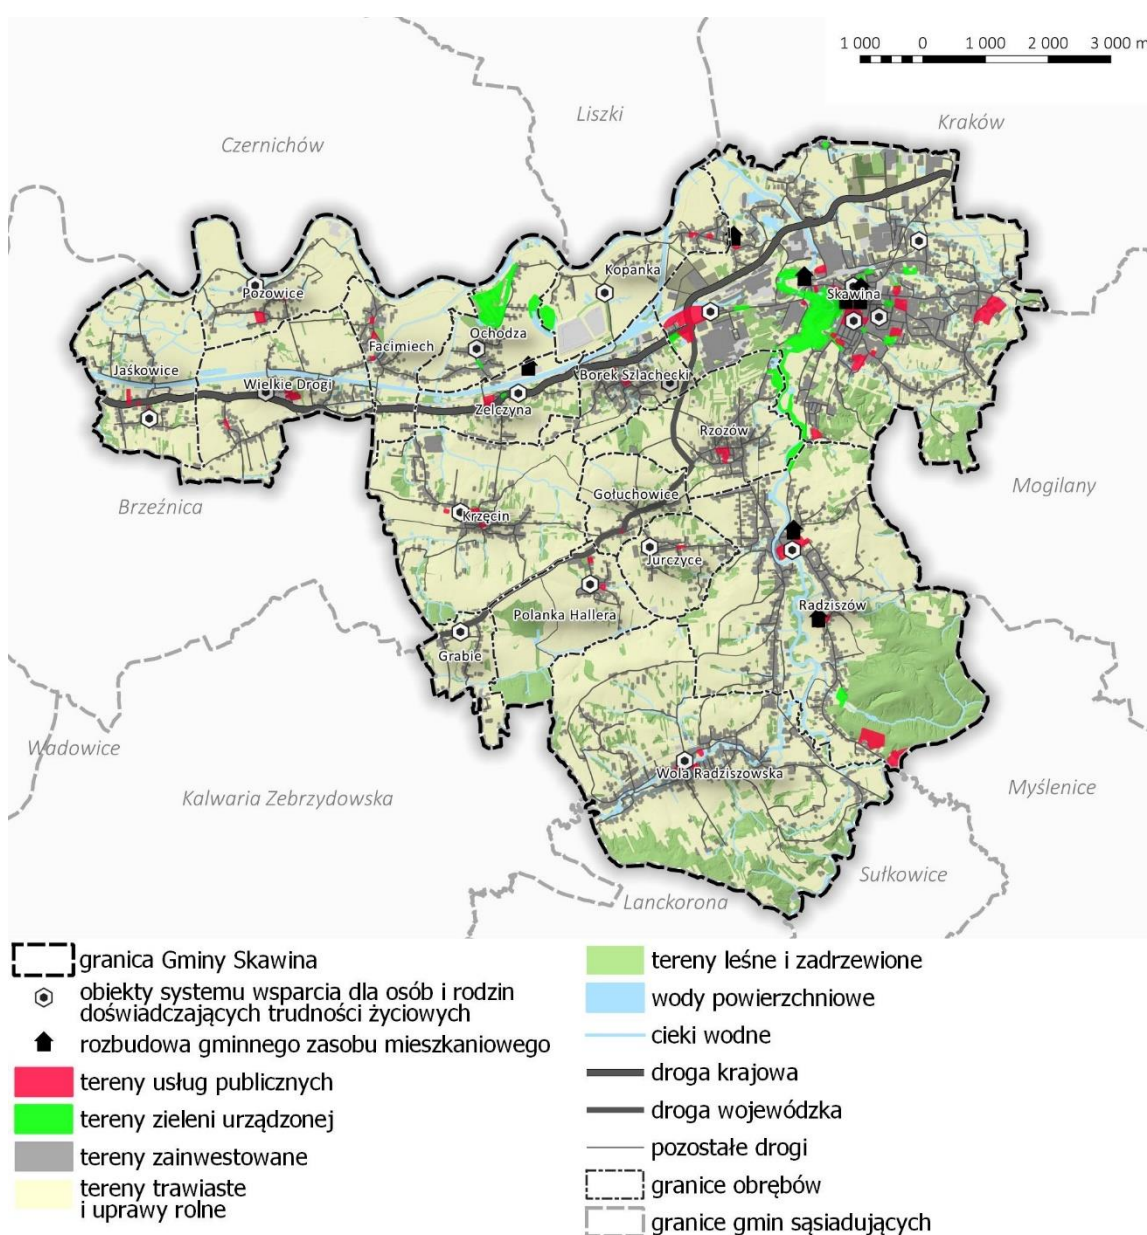 1 000 0 1 000 2 000 3 000 m
Liszki
Kraków
Czernichów
Kopanka
Pozowice
Skawina
Ochodza
Facimiech
Jaśkowice
Borek Szlachecki
Wielkie Drogi
Zelczyna
Rzozów
Mogilany
Brzeźnica
Gołuchowice
Krzęcin
Jurczyce
Radziszów
Polanka Hallera
Grabie
Wadowice
Wola Radziszowska
Myślenice
Kalwaria Zebrzydowska
Sułkowice
Lanckorona
granica Gminy Skawina
obiekty systemu wsparcia dla osób i rodzin
doświadczających trudności życiowych
rozbudowa gminnego zasobu mieszkaniowego
tereny usług publicznych
tereny zieleni urządzonej
tereny zainwestowane
tereny trawiaste
i uprawy rolne
tereny leśne i zadrzewione
wody powierzchniowe
cieki wodne
droga krajowa
droga wojewódzka
pozostałe drogi
granice obrębów
granice gmin sąsiadujących